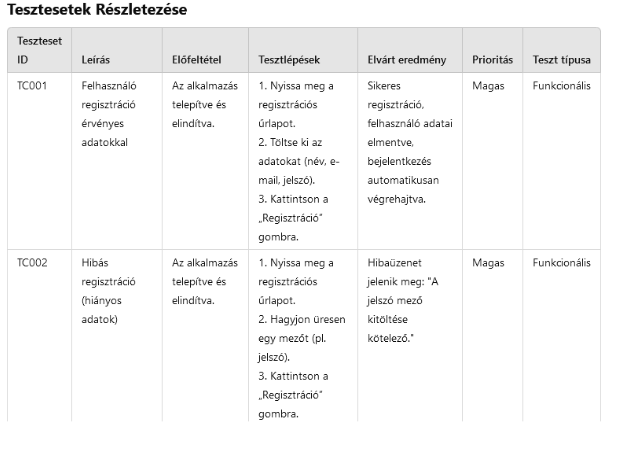 Tesztesetek Részletezése
Teszteset ID | Leírás | Előfeltétel | Tesztlépések | Elvárt eredmény | Prioritás | Teszt típusa
TC001
Felhasználó
regisztráció
érvényes
adatokkal
Az alkalmazás
telepítve és
elindítva.
1. Nyissa meg a
regisztrációs
űrlapot.
2. Töltse ki az
adatokat (név, e-
mail, jelszó).
3. Kattintson a
„Regisztráció”
gombra.
Sikeres
regisztráció,
felhasználó adatai
elmentve,
bejelentkezés
automatikusan
végrehajtva.
Magas
Funkcionális
TC002
Hibás
regisztráció
(hiányos
adatok)
Az alkalmazás
telepítve és
elindítva.
1. Nyissa meg a
regisztrációs
űrlapot.
2. Hagyjon üresen
egy mezőt (pl.
jelszó).
3. Kattintson a
„Regisztráció”
gombra.
Hibaüzenet
jelenik meg: "A
jelszó mező
kitöltése
kötelező."
Magas
Funkcionális